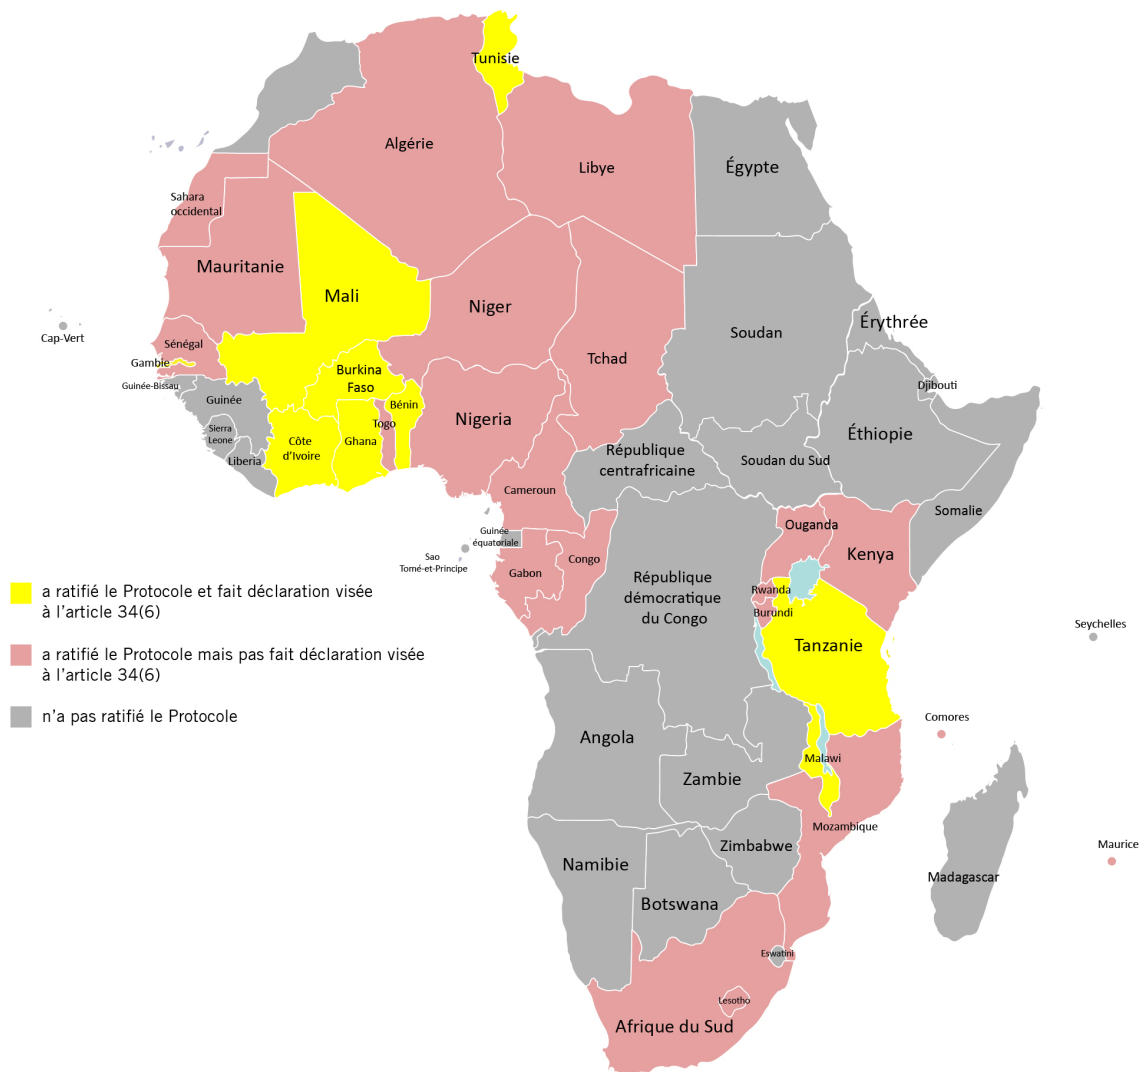 Tunisie
Algérie
Libye
Égypte
Sahara
occidental
Mauritanie
Mali
Niger
Tchad
Soudan
Érythrée
Cap-Vert
Sénégal
Gambie
Guinée-Bissau
Guinée
Sierra
Leone
Liberia
Côte
d’Ivoire
Burkina
Faso
Ghana
Togo
Bénin
Nigeria
Djibouti
Éthiopie
Soudan du Sud
République
centrafricaine
Somalie
Cameroun
Guinée
équatoriale
Sao
Tomé-et-Principe
Gabon
Congo
République
démocratique
du Congo
Ouganda
Kenya
Rwanda
Burundi
Tanzanie
Seychelles
a ratifié le Protocole et fait déclaration visée
à l’article 34(6)
a ratifié le Protocole mais pas fait déclaration visée
à l’article 34(6)
n’a pas ratifié le Protocole
Comores
Angola
Zambie
Malawi
Mozambique
Maurice
Namibie
Zimbabwe
Botswana
Madagascar
Eswatini
Lesotho
Afrique du Sud